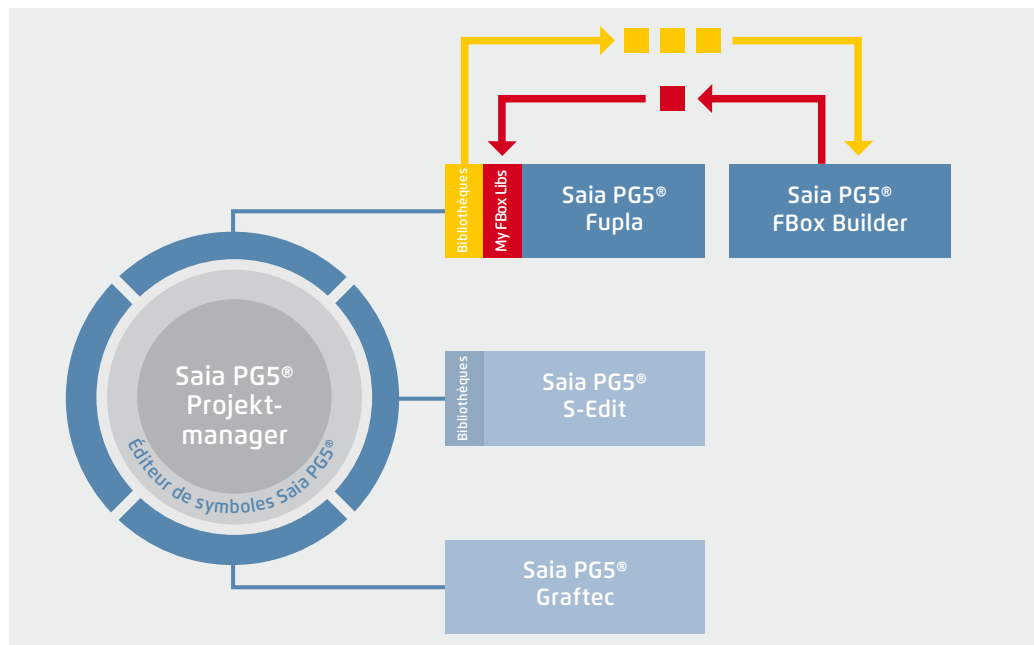 Bibliothèques
My FBox Libs
Saia PG5®
Fupla
Saia PG5®
FBox Builder
Saia PG5®
Projekt-
manager
Éditeur de symboles Saia PG5®
Bibliothèques
Saia PG5®
S-Edit
Saia PG5®
Graftec